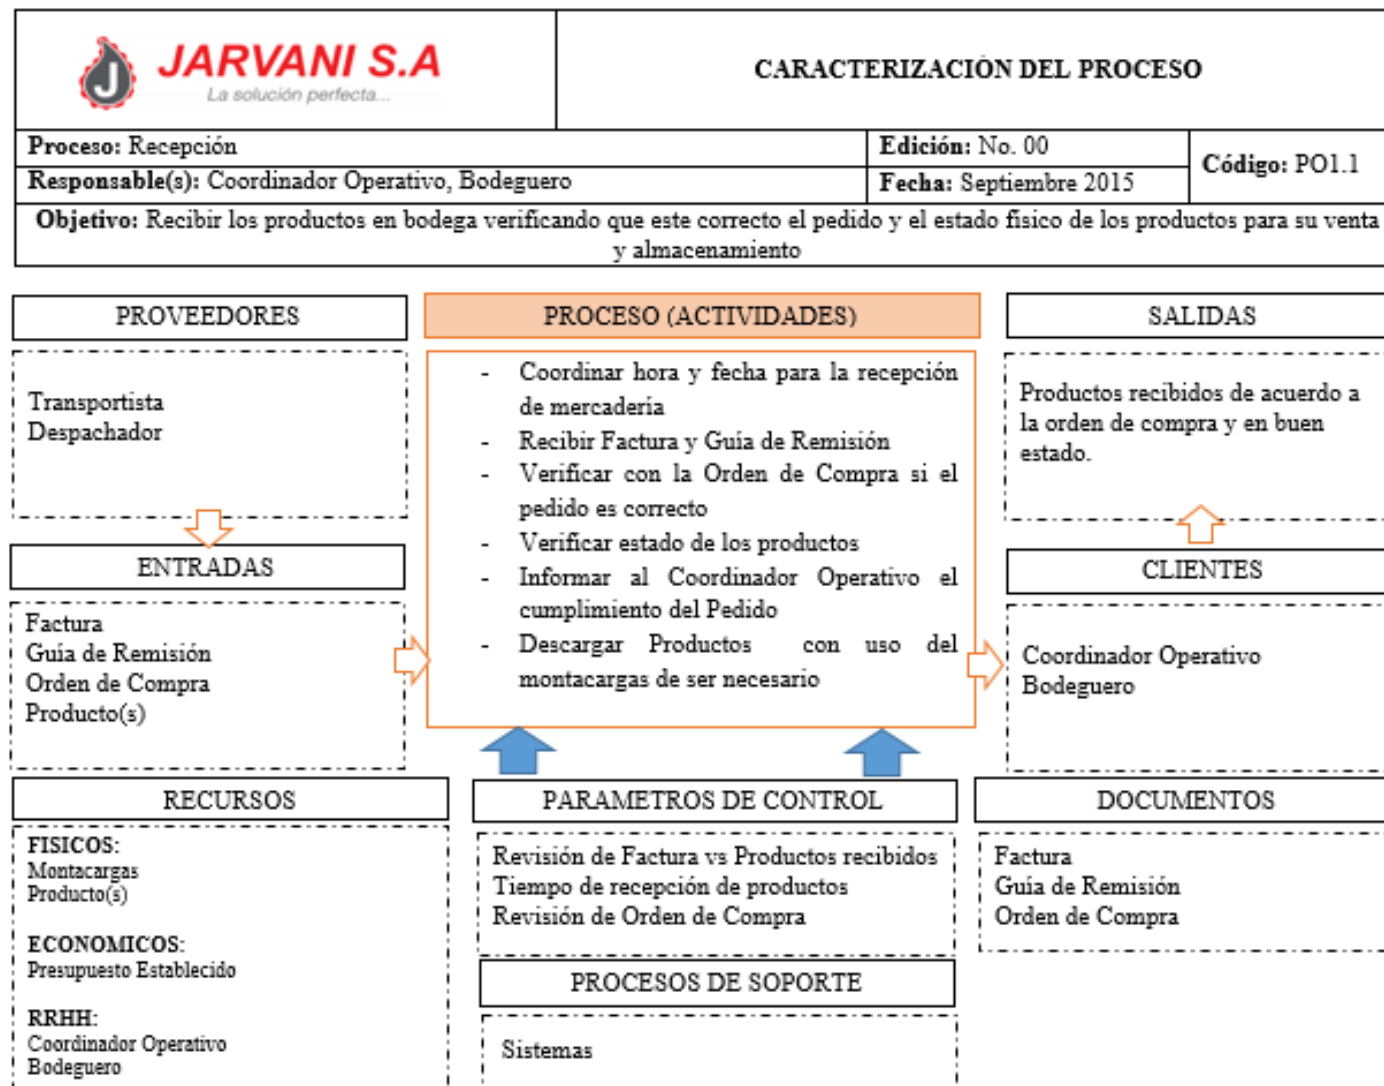 J
JARVANI S.A
La solución perfecta...
CARACTERIZACIÓN DEL PROCESO
Proceso: Recepción
Edición: No. 00
Código: PO1.1
Responsable(s): Coordinador Operativo, Bodeguero
Fecha: Septiembre 2015
Objetivo: Recibir los productos en bodega verificando que este correcto el pedido y el estado físico de los productos para su venta
y almacenamiento
PROVEEDORES
Transportista
Despachador
ENTRADAS
Factura
Guía de Remisión
Orden de Compra
Producto(s)
PROCESO (ACTIVIDADES)
- Coordinar hora y fecha para la recepción
de mercadería
- Recibir Factura y Guía de Remisión
- Verificar con la Orden de Compra si el
pedido es correcto
- Verificar estado de los productos
- Informar al Coordinador Operativo el
cumplimiento del Pedido
- Descargar Productos con uso del
montacargas de ser necesario
SALIDAS
Productos recibidos de acuerdo a
la orden de compra y en buen
estado.
CLIENTES
Coordinador Operativo
Bodeguero
RECURSOS
FISICOS:
Montacargas
Producto(s)
ECONOMICOS:
Presupuesto Establecido
RRHH:
Coordinador Operativo
Bodeguero
PARAMETROS DE CONTROL
Revisión de Factura vs Productos recibidos
Tiempo de recepción de productos
Revisión de Orden de Compra
PROCESOS DE SOPORTE
Sistemas
DOCUMENTOS
Factura
Guía de Remisión
Orden de Compra